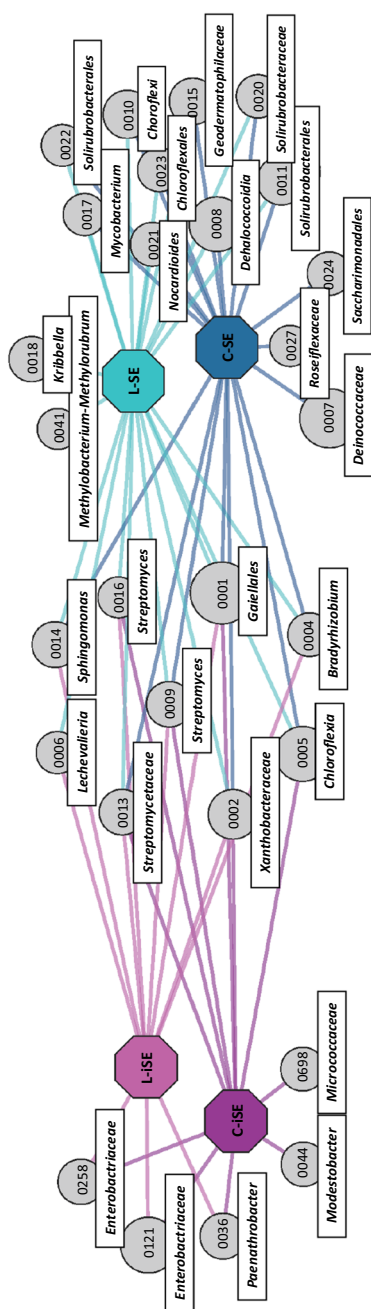 0258
Enterobactriaceae
0121
Enterobactriaceae
0036
Paenathrobacter
0044
Modestobacter
0698
Micrococcaceae
L-iSE
C-iSE
0006
Lechevalieria
0014
Sphingomonas
0013
Streptomycetaceae
0016
Streptomyces
0009
Streptomyces
0002
Xanthobacteraceae
0001
Gaiellales
0005
Chloroflexia
0004
Bradyrhizobium
0041
Methylobacterium-Methylorubrum
0018
Kribbella
L-SE
C-SE
0017
Mycobacterium
0022
Solirubrobacterales
0021
Nocardioides
0010
Choroflexi
0023
Chloroflexales
0008
Dehalococcoidia
0015
Geodermatophilaceae
0011
Solirubrobacterales
0020
Solirubrobacteraceae
0007
Deinococcaceae
0027
Roseiflexaceae
0024
Saccharimonadales